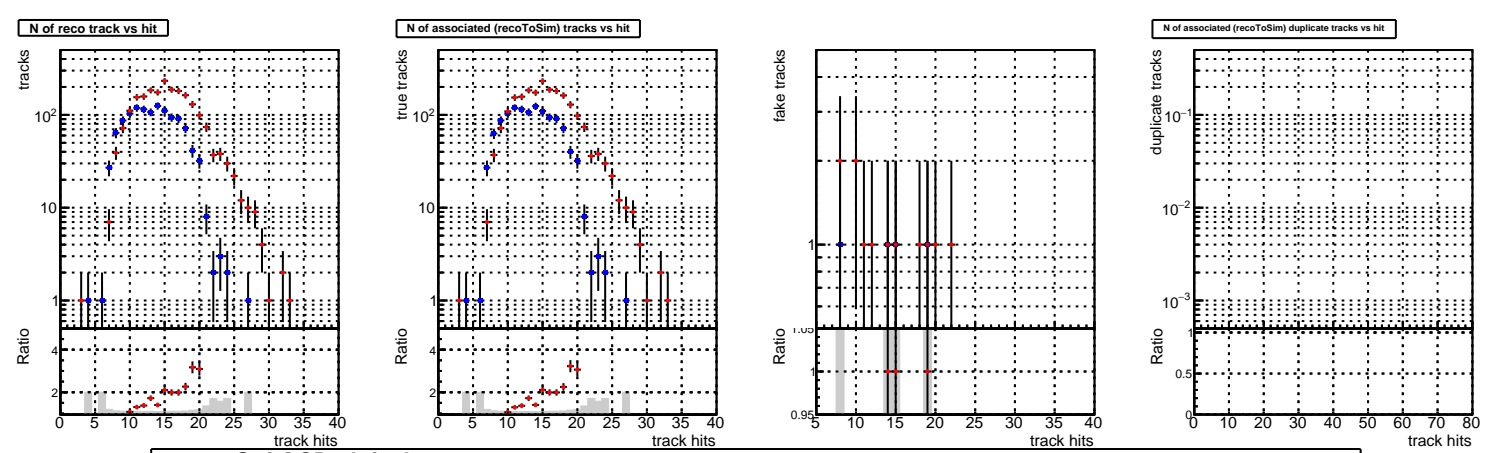 N of reco track vs hit
N of associated (recoToSim) tracks vs hit
N of associated (recoToSim) duplicate tracks vs hit
tracks
10²
10
1
Ratio
4
2
0 5 10 15 20 25 30 35 40
track hits
true tracks
10²
10
1
Ratio
4
2
0 5 10 15 20 25 30 35 40
track hits
fake tracks
1
Ratio
1.05
1
0.95
5 10 15 20 25 30 35 40
track hits
duplicate tracks
10⁻¹
10⁻²
10⁻³
Ratio
1
0.5
0
0 10 20 30 40 50 60 70 80
track hits